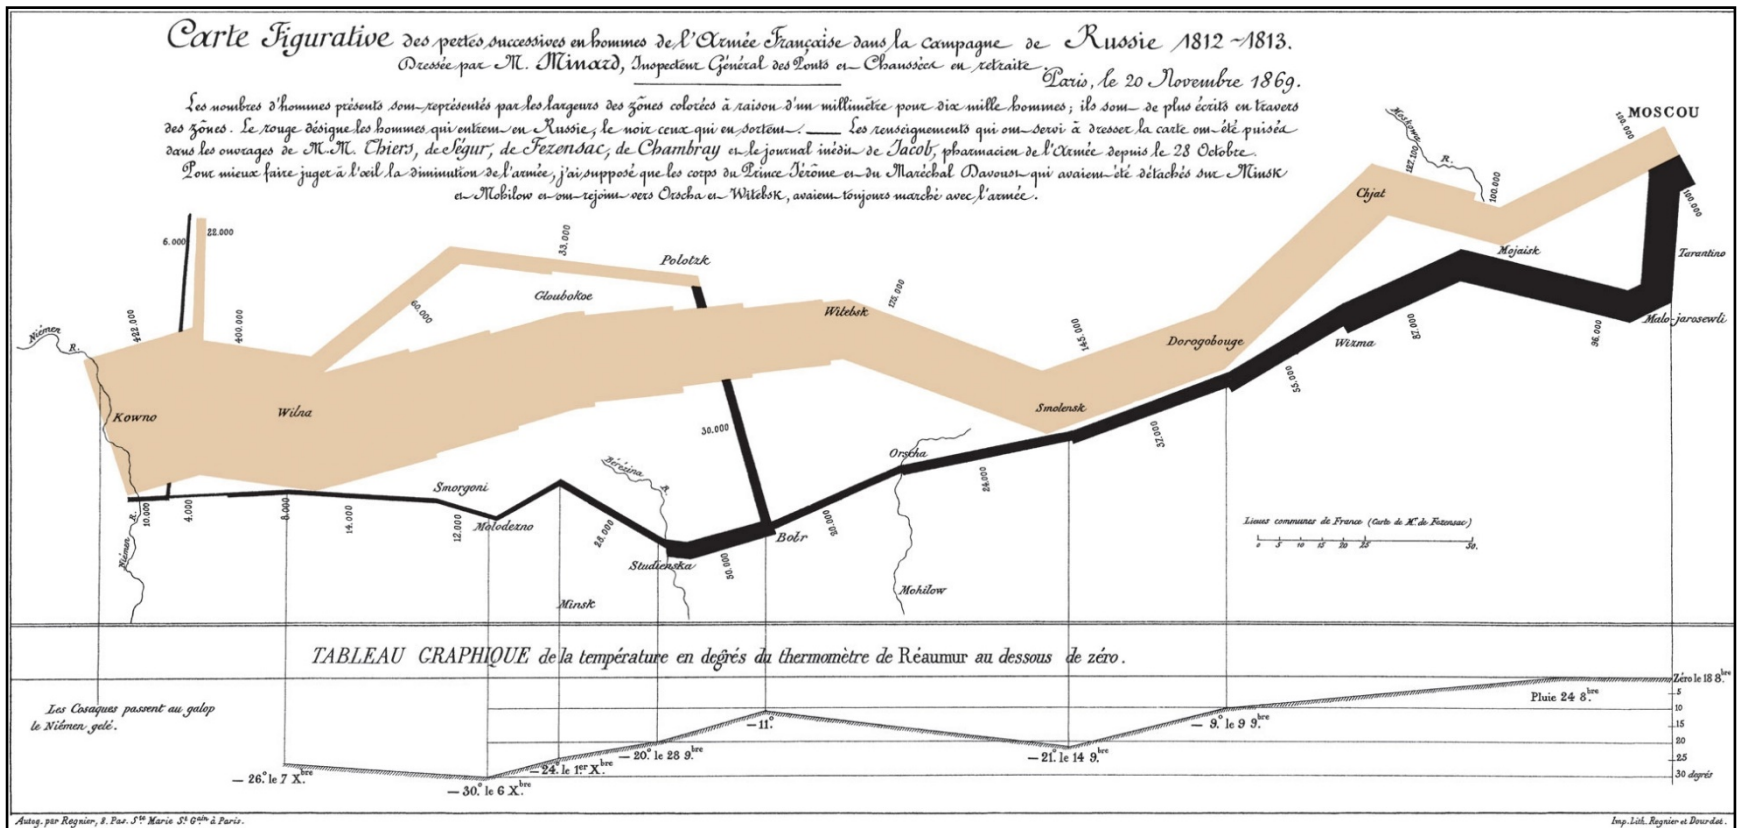 Carte Figurative des pertes successives en hommes de l'Armée Française dans la campagne de Russie 1812~1813.
Dressée par M. Minard, Inspecteur Général des Ponts et Chaussées en retraite.
Paris, le 20 Novembre 1869.
Les nombres d'hommes présents sont représentés par les largeurs des zônes colorées à raison d'un millimètre pour dix mille hommes; ils sont de plus écrits en travers
des zônes. Le rouge désigne les hommes qui entrent en Russie, le noir ceux qui en sortent. ___ Les renseignements qui ont servi à dresser la carte ont été puisés
dans les ouvrages de M.M. Thiers, de Ségur, de Fezensac, de Chambray et le journal inédit de Jacob, pharmacien de l'Armée depuis le 28 Octobre.
Pour mieux faire juger à l'œil la diminution de l'armée, j'ai supposé que les corps du Prince Jérôme et du Maréchal Davoust qui avaient été détachés sur Minsk
et Mohilow et ont rejoint vers Orscha et Witebsk, avaient toujours marché avec l'armée.
Moskowa
R.
100.000
MOSCOU
127.100
100.000
Chjat
100.000
6.000
22.000
33.000
Polotzk
Mojaisk
Tarantino
Gloubokoe
60.000
175.000
Witebsk
422.000
400.000
Niémen
R.
145.000
Dorogobouge
Wizma
87.000
96.000
Malo-jarosewli
55.000
Kowno
Wilna
Smolensk
30.000
37.000
Orscha
Bérézina
R.
24.000
Smorgoni
Molodezno
10.000
4.000
8.000
14.000
12.000
28.000
20.000
Bobr
Lieues communes de France (Carte de M. de Fezensac)
0 5 10 15 20 25 50.
R.
Niémen
Studienska
50.000
Mohilow
Minsk
TABLEAU GRAPHIQUE de la température en degrés du thermomètre de Réaumur au dessous de zéro.
Zéro le 18 8.bre
5
Pluie 24 8.bre
Les Cosaques passent au galop
le Niémen gelé.
10
— 11.°
— 9.° le 9 9.bre
15
20
— 20.° le 28 9.bre
— 21.° le 14 9.bre
25
— 24.° le 1.er X.bre
— 26.° le 7 X.bre
30 degrés
— 30.° le 6 X.bre
Autog. par Regnier, 8. Pas. S.te Marie S.t G.ain à Paris.
Imp. Lith. Regnier et Dourdet.